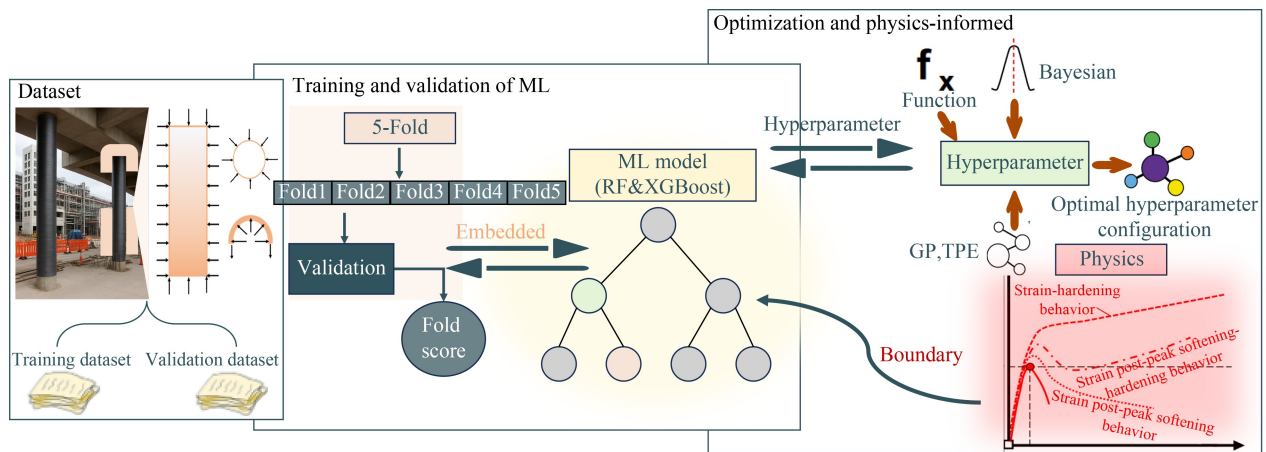 Dataset
Training dataset
Validation dataset
Training and validation of ML
5-Fold
Fold1
Fold2
Fold3
Fold4
Fold5
Validation
Fold
score
Embedded
ML model
(RF&XGBoost)
Hyperparameter
Optimization and physics-informed
fx
Function
Bayesian
Hyperparameter
Optimal hyperparameter
configuration
GP,TPE
Physics
Boundary
Strain-hardening
behavior
Strain post-peak softening-
hardening behavior
Strain post-peak softening
behavior